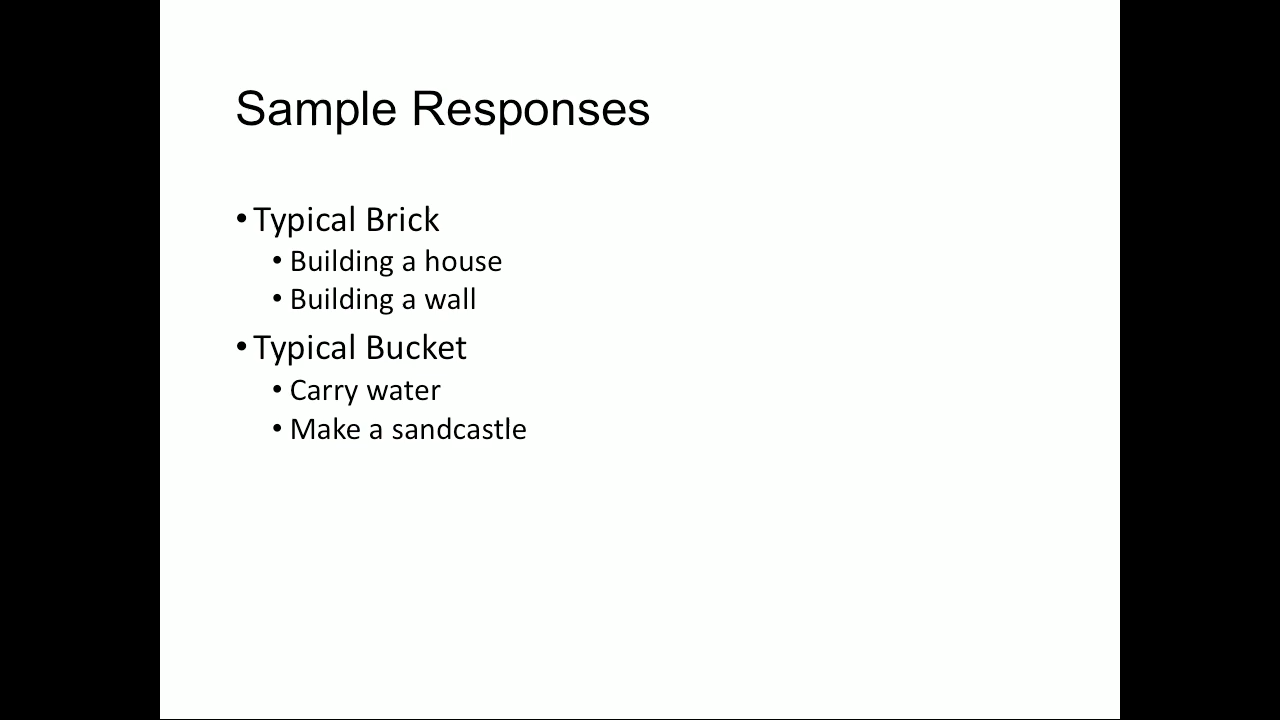 Sample Responses
• Typical Brick
• Building a house
• Building a wall
• Typical Bucket
• Carry water
• Make a sandcastle